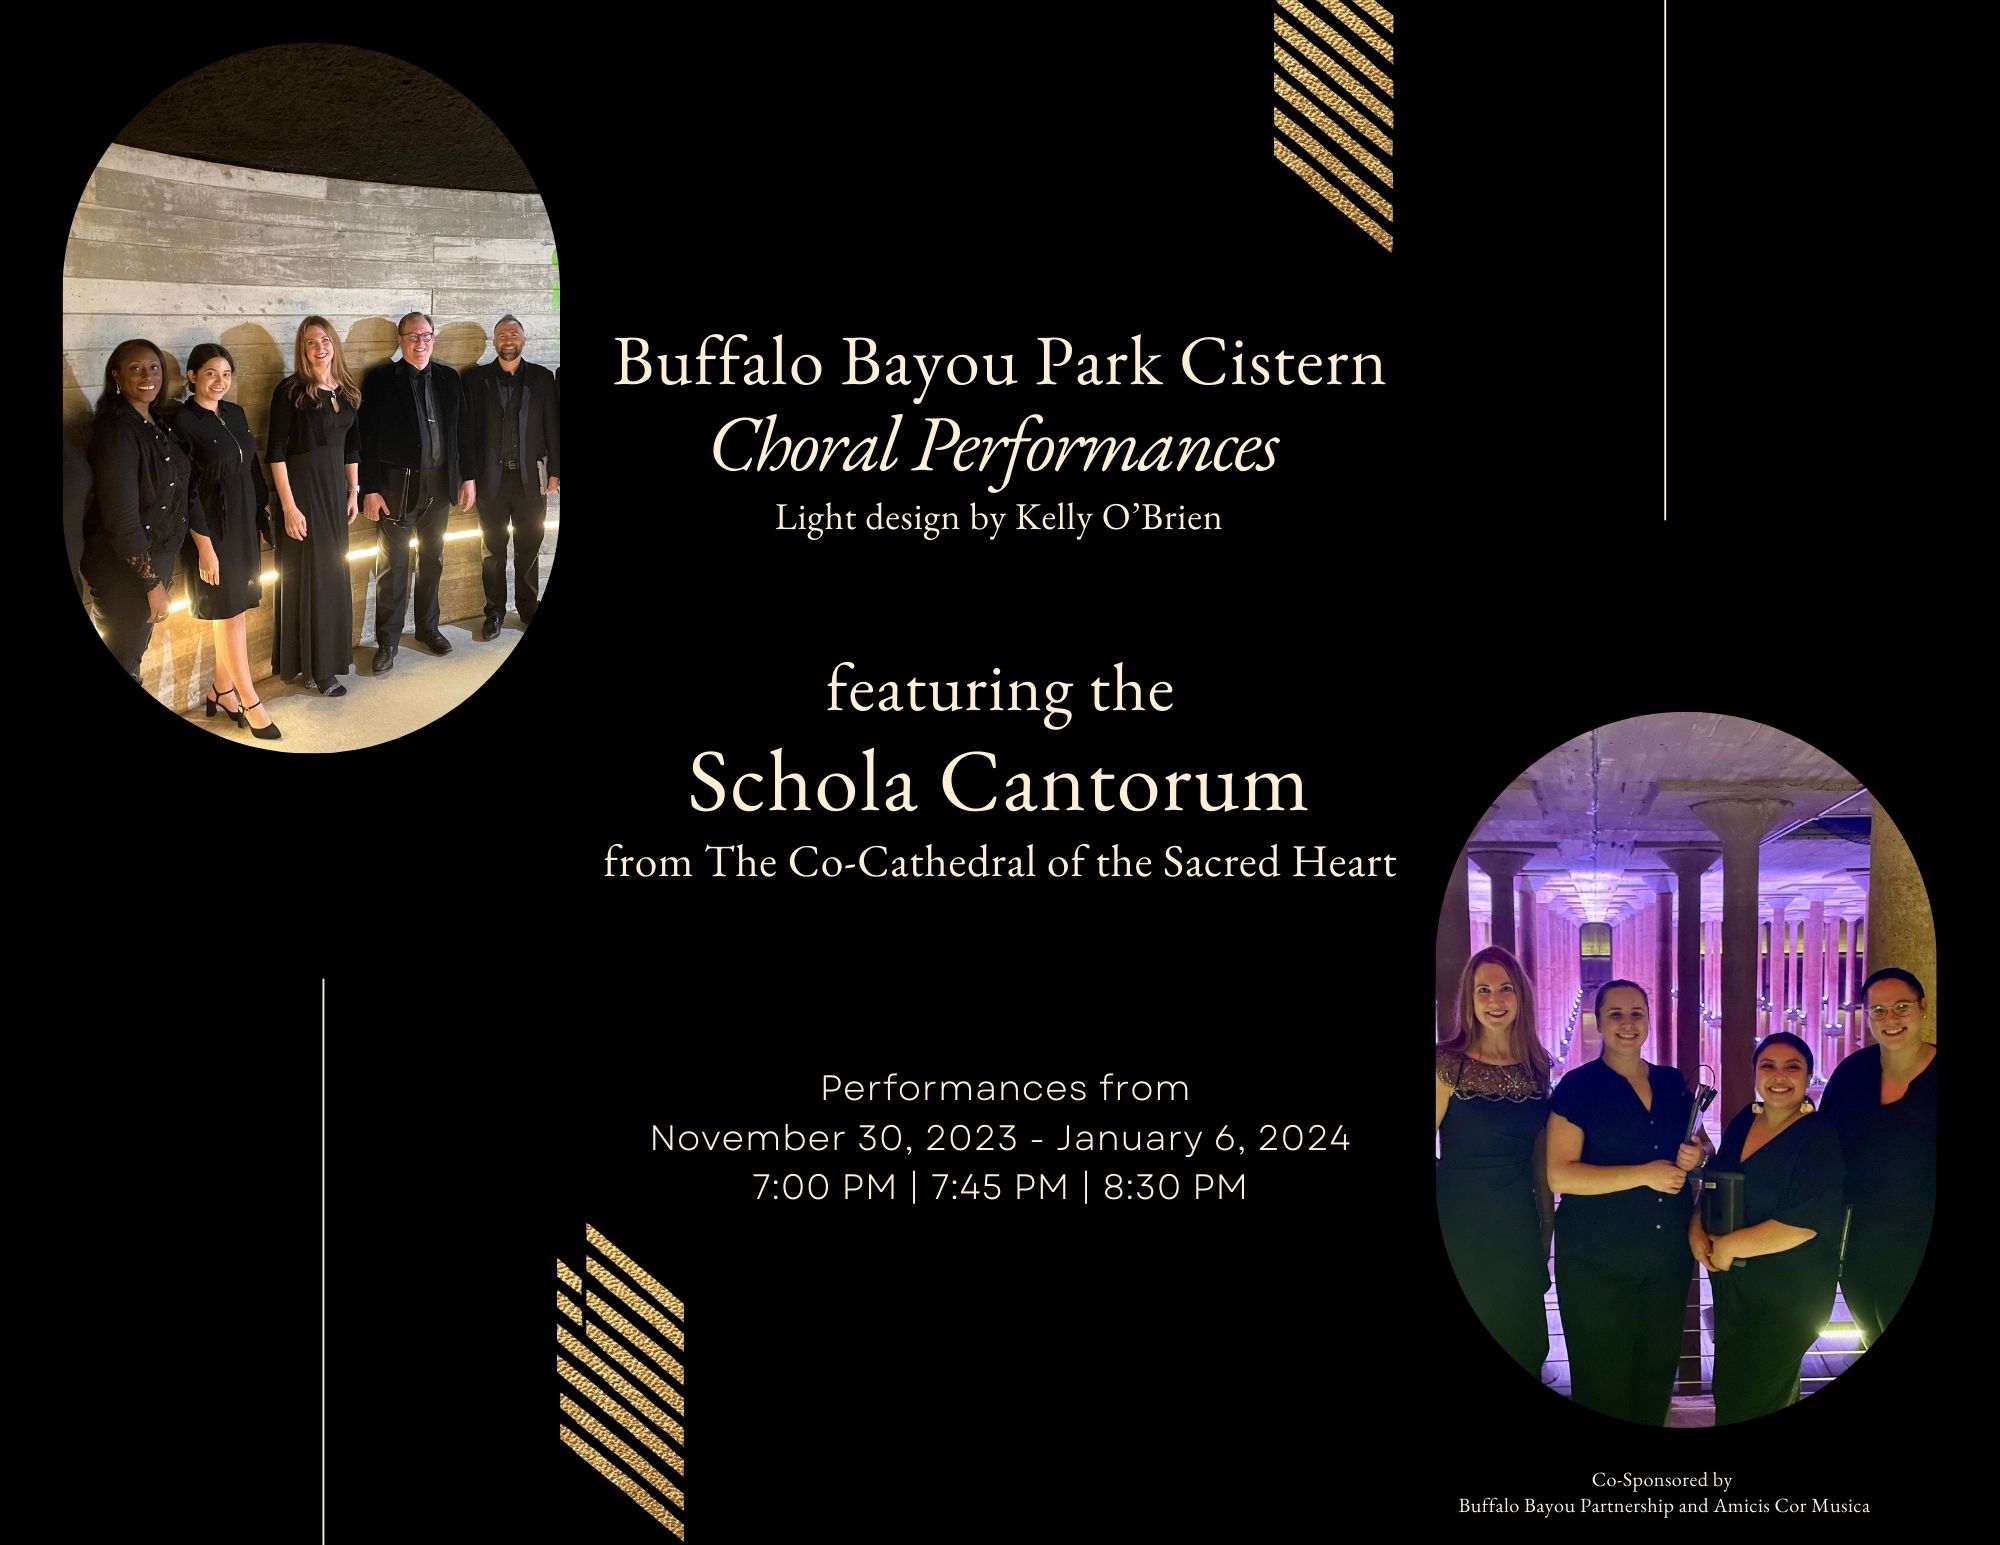 Buffalo Bayou Park Cistern
Choral Performances
Light design by Kelly O’Brien
featuring the
Schola Cantorum
from The Co-Cathedral of the Sacred Heart
Performances from
November 30, 2023 - January 6, 2024
7:00 PM | 7:45 PM | 8:30 PM
Co-Sponsored by
Buffalo Bayou Partnership and Amicis Cor Musica